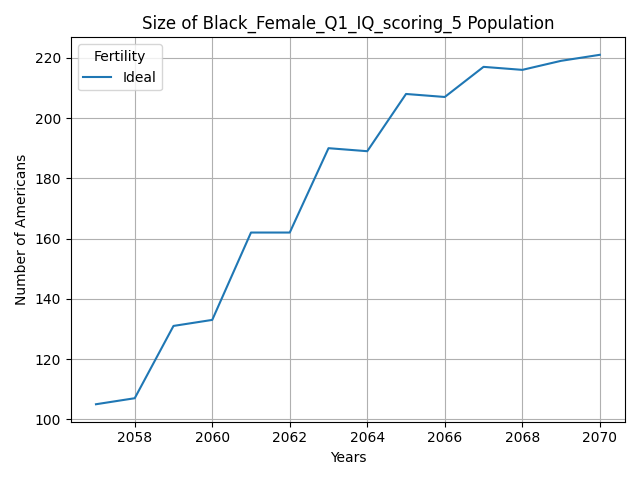 Size of Black_Female_Q1_IQ_scoring_5 Population
Fertility
Ideal
Number of Americans
220
200
180
160
140
120
100
2058 2060 2062 2064 2066 2068 2070
Years